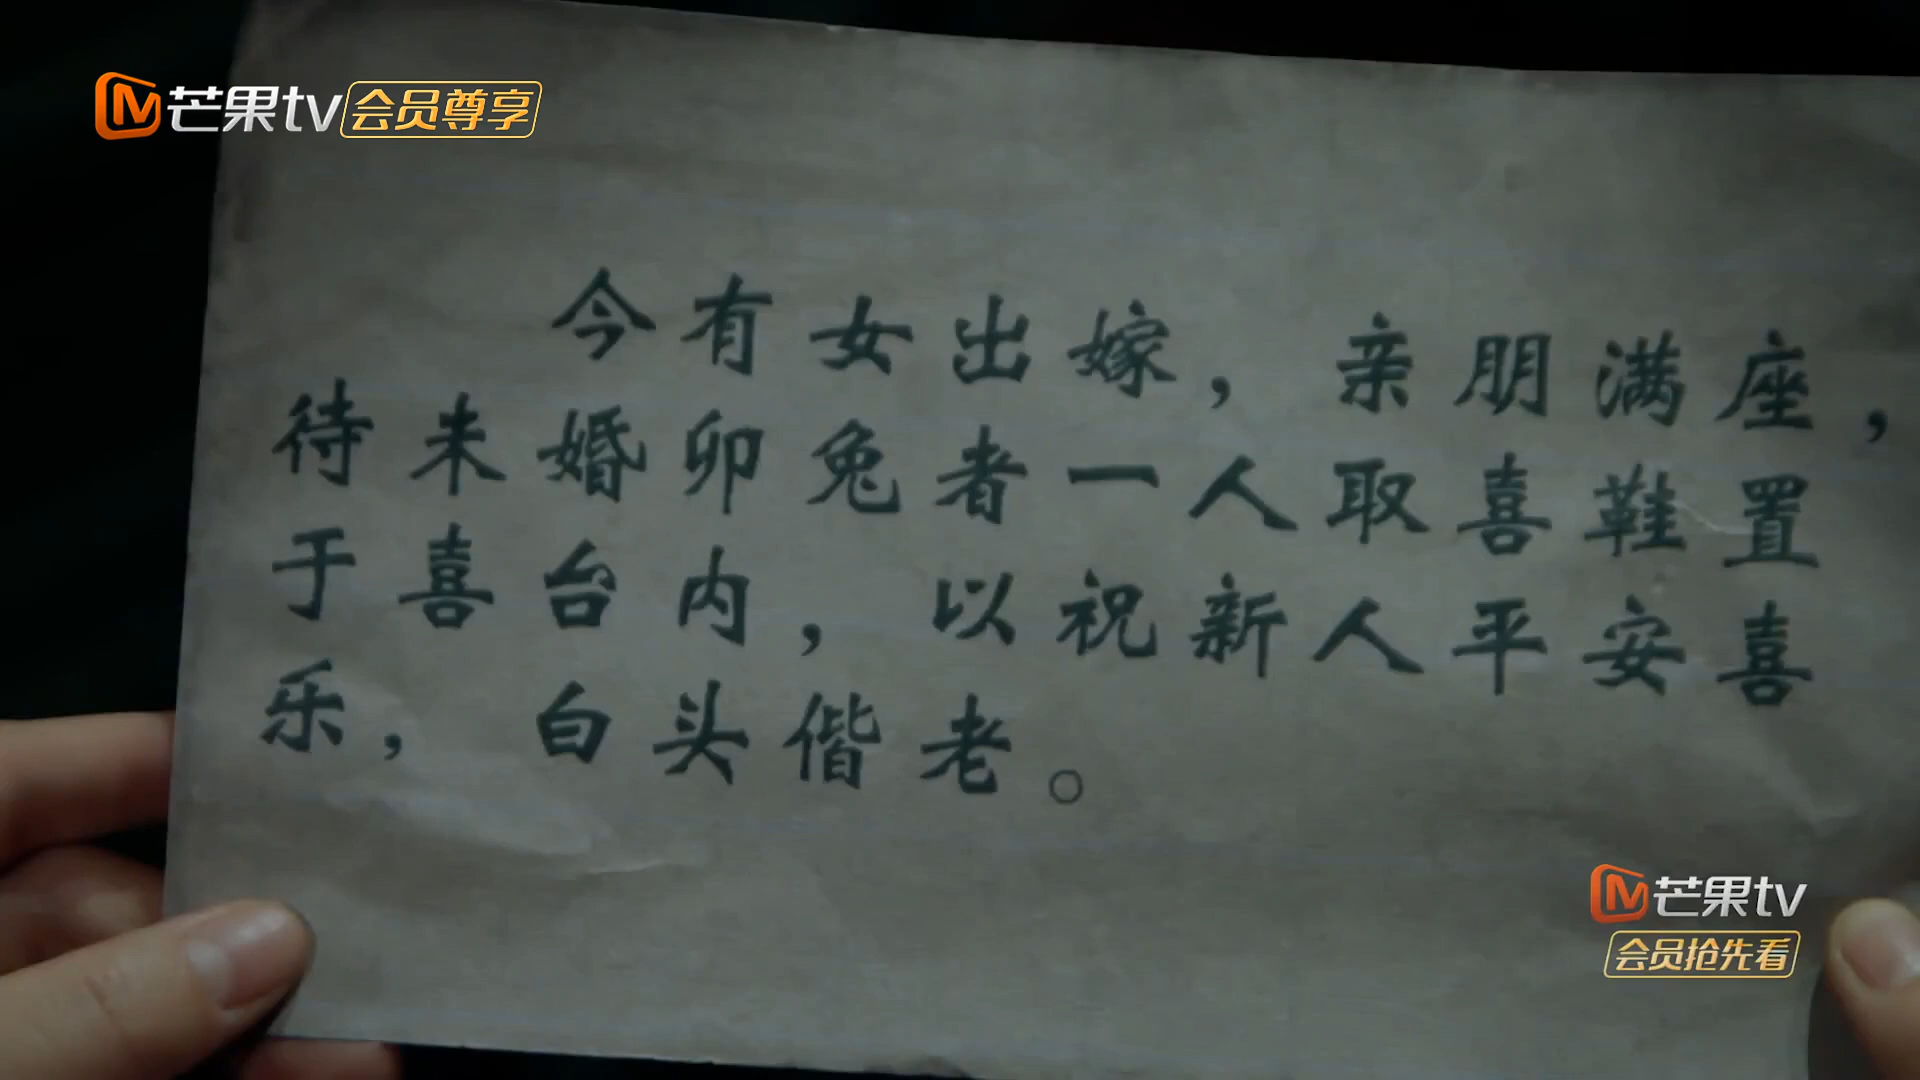 芒果tv会员尊享
今有女出嫁，亲朋满座，
待未婚卯兔者一人取喜鞋置
于喜台内，以祝新人平安喜
乐，白头偕老。
芒果tv
会员抢先看